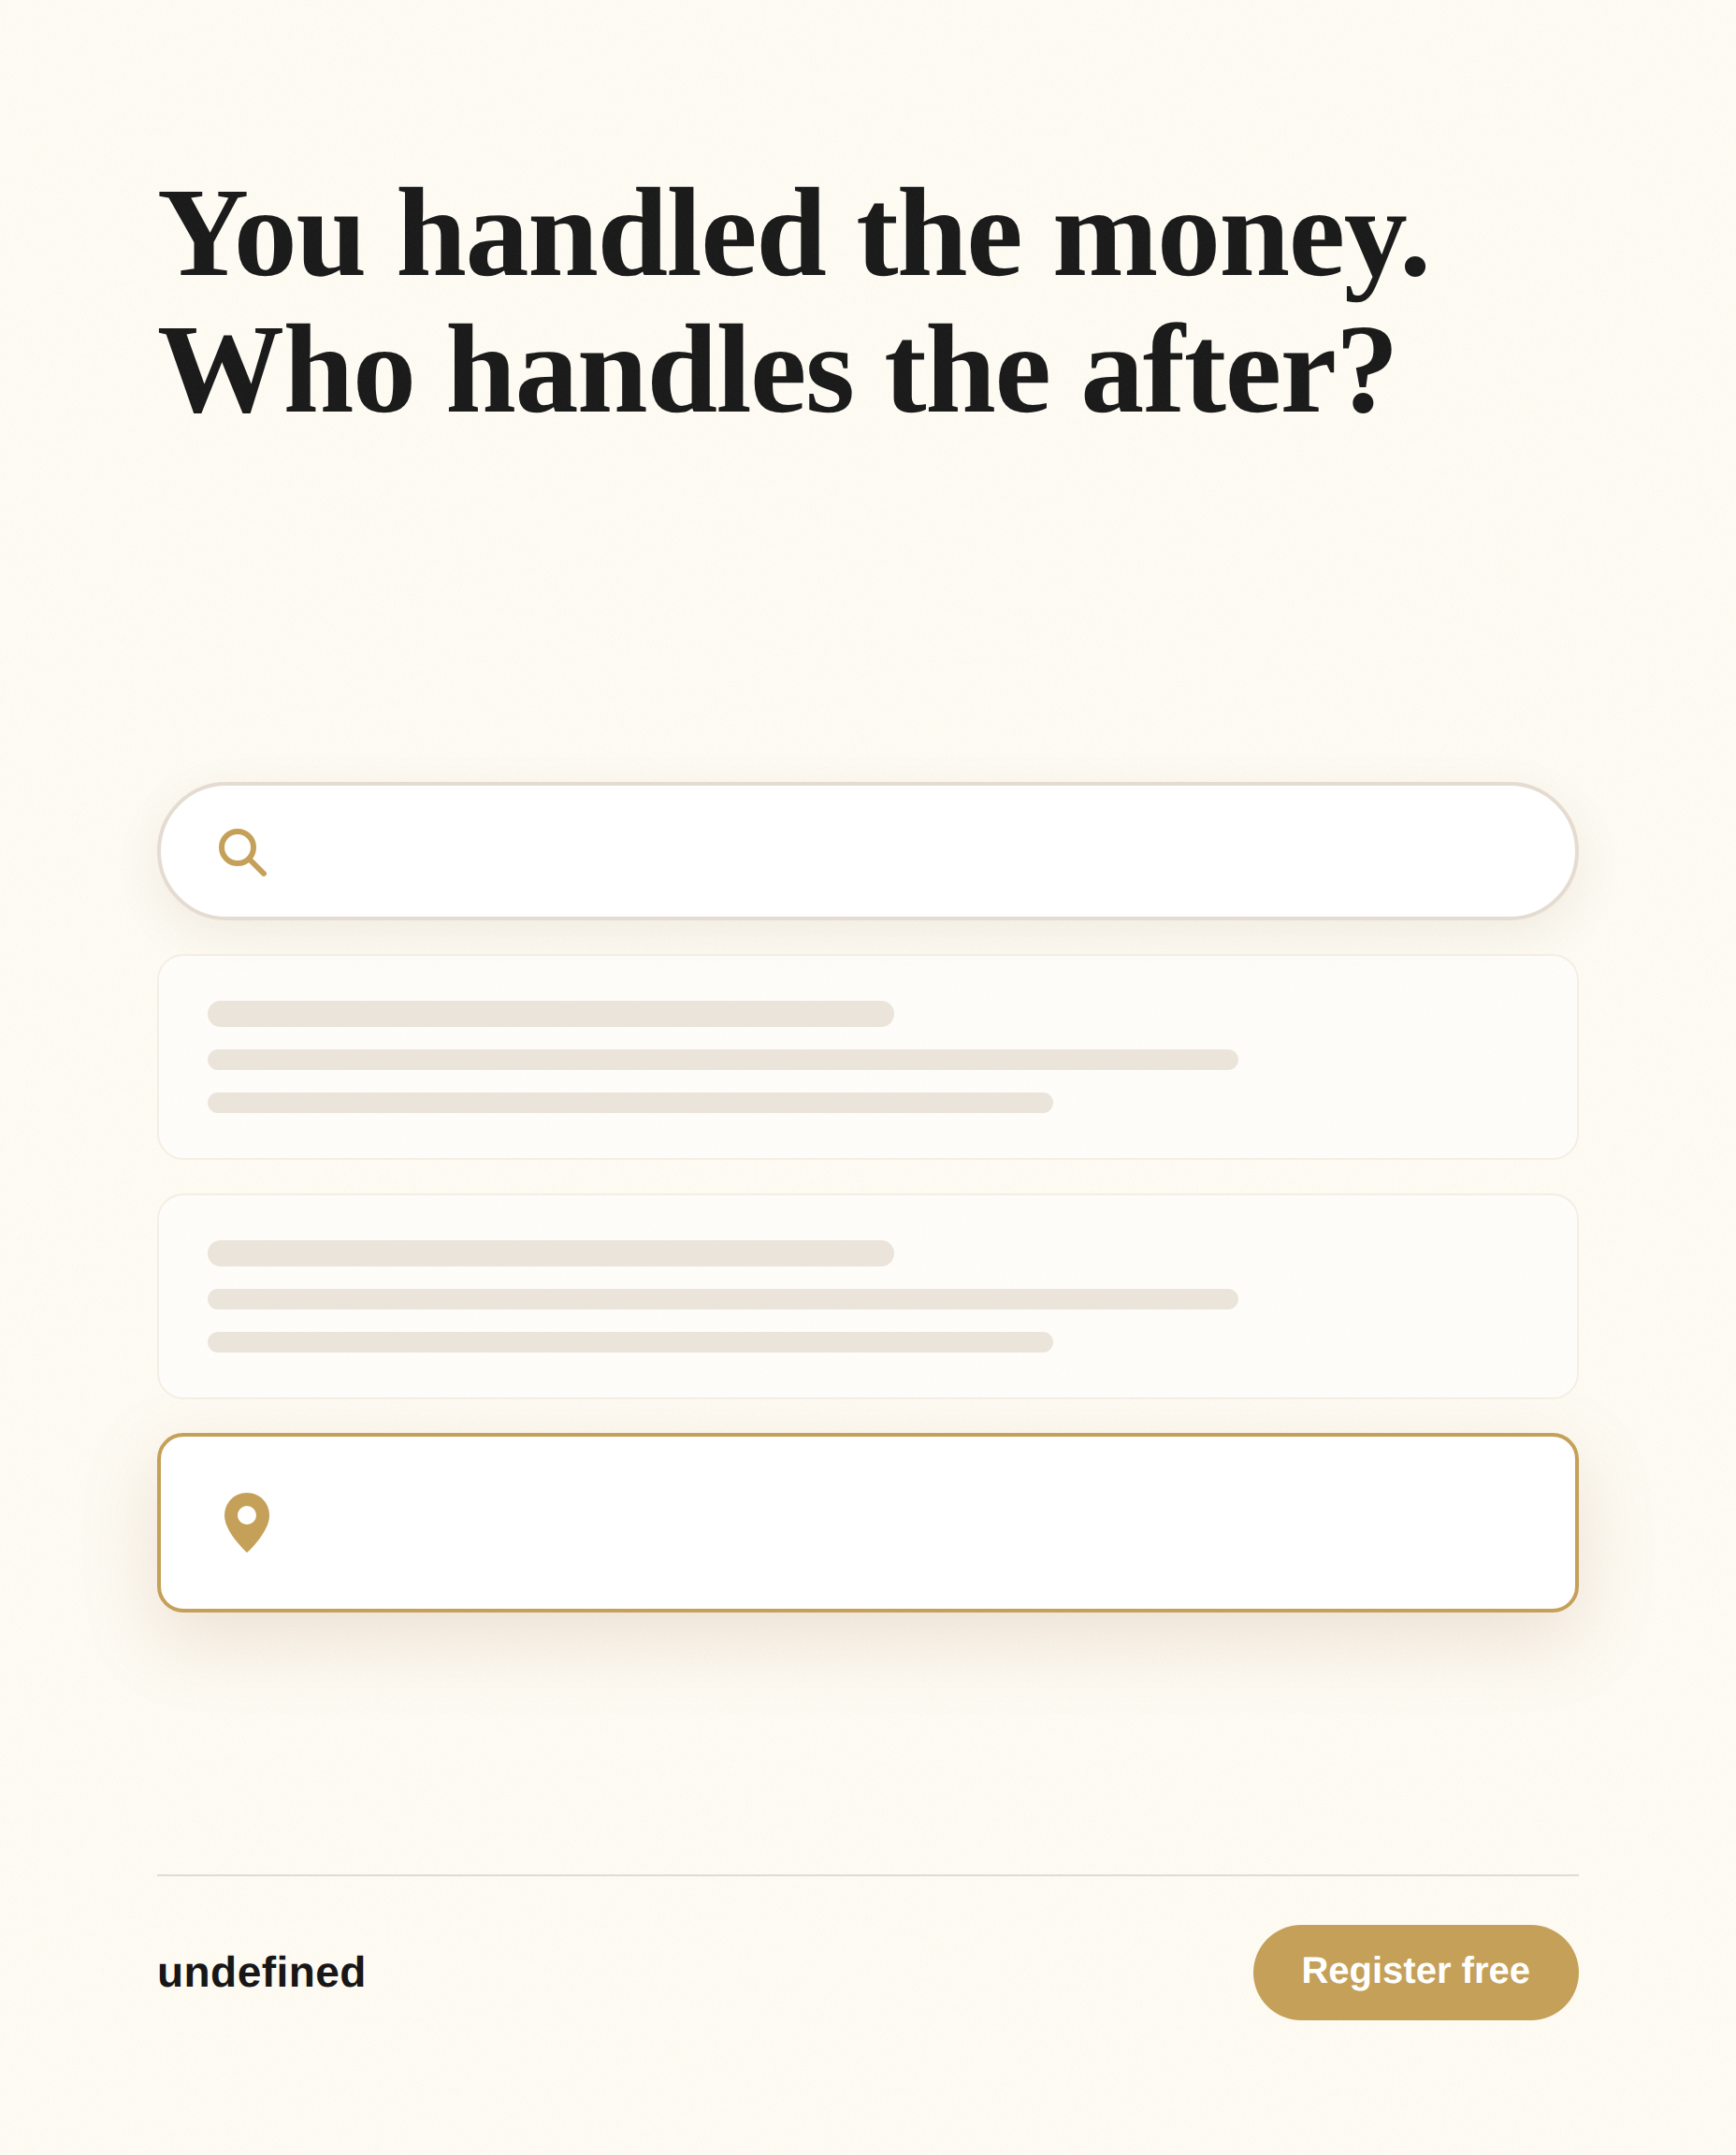 You handled the money.
Who handles the after?
undefined
Register free